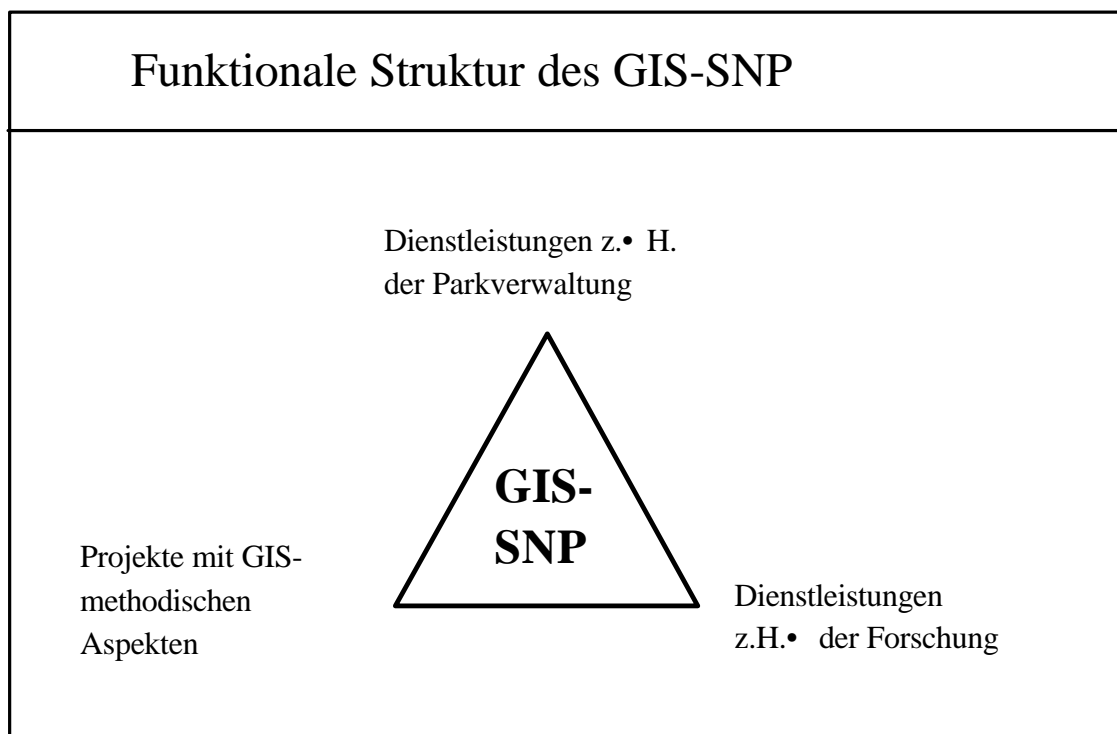 Funktionale Struktur des GIS-SNP
Dienstleistungen z.• H.
der Parkverwaltung
GIS-
SNP
Projekte mit GIS-
methodischen
Aspekten
Dienstleistungen
z.H.• der Forschung